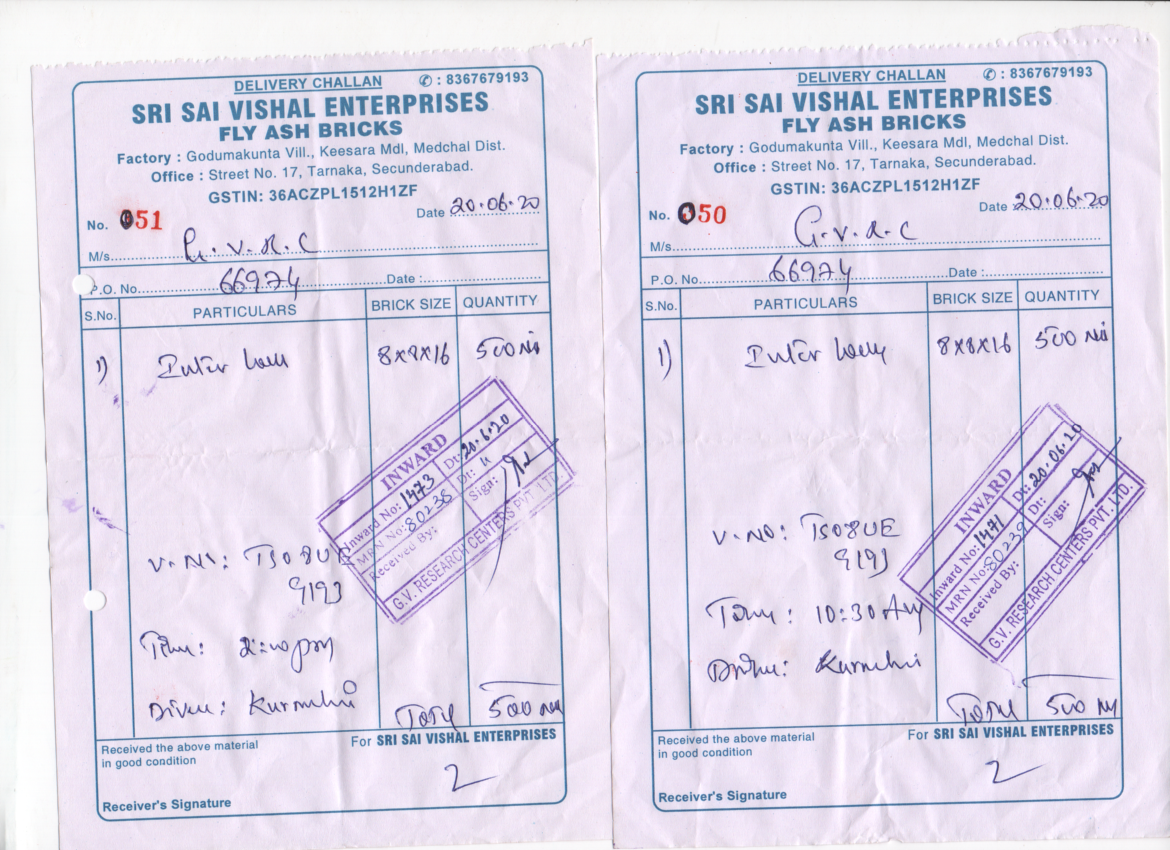 DELIVERY CHALLAN ✆ : 8367679193
SRI SAI VISHAL ENTERPRISES
FLY ASH BRICKS
Factory : Godumakunta Vill., Keesara Mdl, Medchal Dist.
Office : Street No. 17, Tarnaka, Secunderabad.
GSTIN: 36ACZPL1512H1ZF
No. 051 Date 20.06.20
M/s. G.V.R.C
P.O. No. 66974 Date :
S.No. PARTICULARS BRICK SIZE QUANTITY
1) Inter 8x8x16 500
INWARD
Inward No: 1473 Dt: 20.6.20
MRN No: 80238 Dt:
Received By: Sign:
G.V. RESEARCH CENTERS PVT. LTD.
V.No: TS08UE
9193
Time: 2:10pm
Driver:
Total 500
Received the above material
in good condition
For SRI SAI VISHAL ENTERPRISES
Receiver's Signature
DELIVERY CHALLAN ✆ : 8367679193
SRI SAI VISHAL ENTERPRISES
FLY ASH BRICKS
Factory : Godumakunta Vill., Keesara Mdl, Medchal Dist.
Office : Street No. 17, Tarnaka, Secunderabad.
GSTIN: 36ACZPL1512H1ZF
No. 050 Date 20.06.20
M/s. G.V.R.C
P.O. No. 66974 Date :
S.No. PARTICULARS BRICK SIZE QUANTITY
1) Inter 8x8x16 500
INWARD
Inward No: 1471 Dt: 20.06.20
MRN No: 80238 Dt:
Received By: Sign:
G.V. RESEARCH CENTERS PVT. LTD.
V.No: TS08UE
9193
Time: 10:30 Am
Driver:
Total 500
Received the above material
in good condition
For SRI SAI VISHAL ENTERPRISES
Receiver's Signature